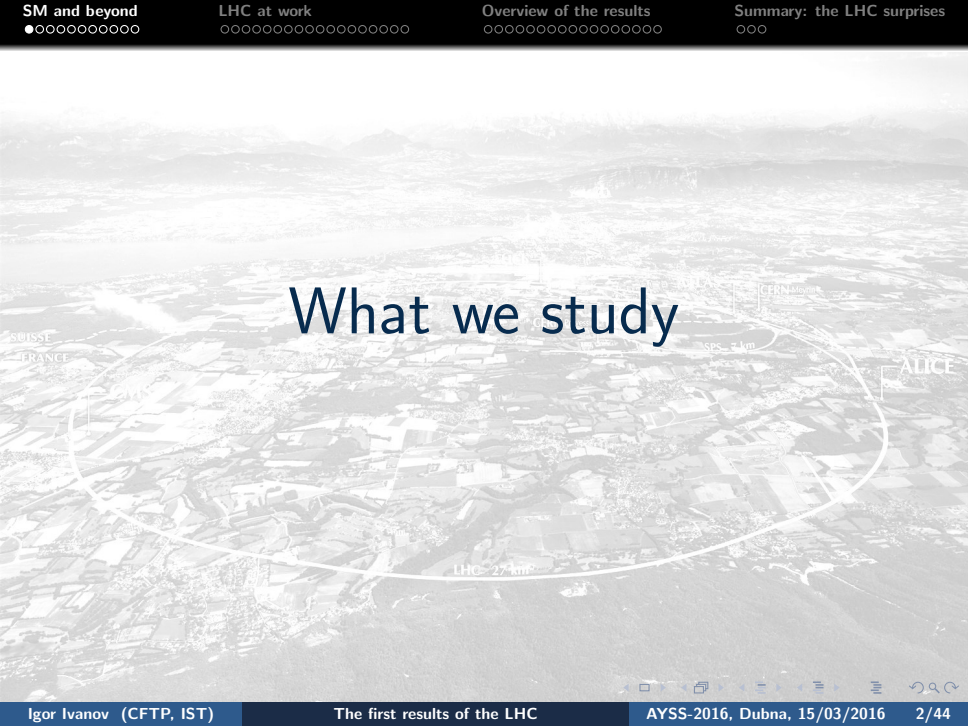 SM and beyond LHC at work Overview of the results Summary: the LHC surprises
What we study
CERN
SUISSE
FRANCE
SPS_7 km
ALICE
LHC 27 km
Igor Ivanov (CFTP, IST) The first results of the LHC AYSS-2016, Dubna, 15/03/2016 2/44